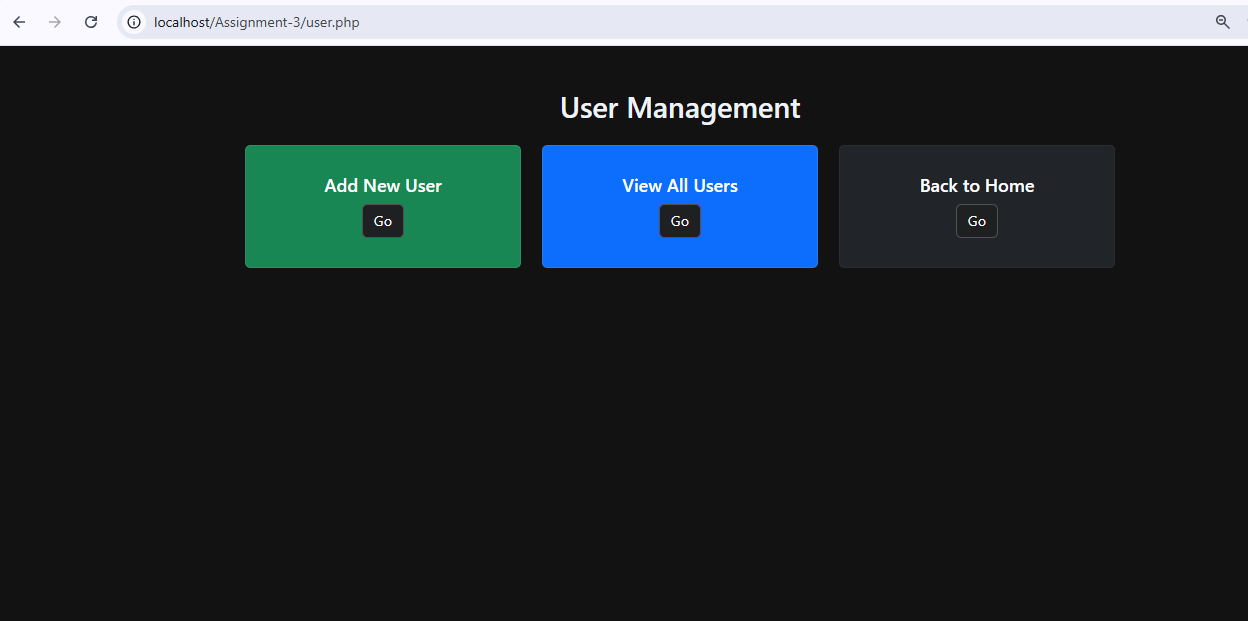 localhost/Assignment-3/user.php
User Management
Add New User
Go
View All Users
Go
Back to Home
Go